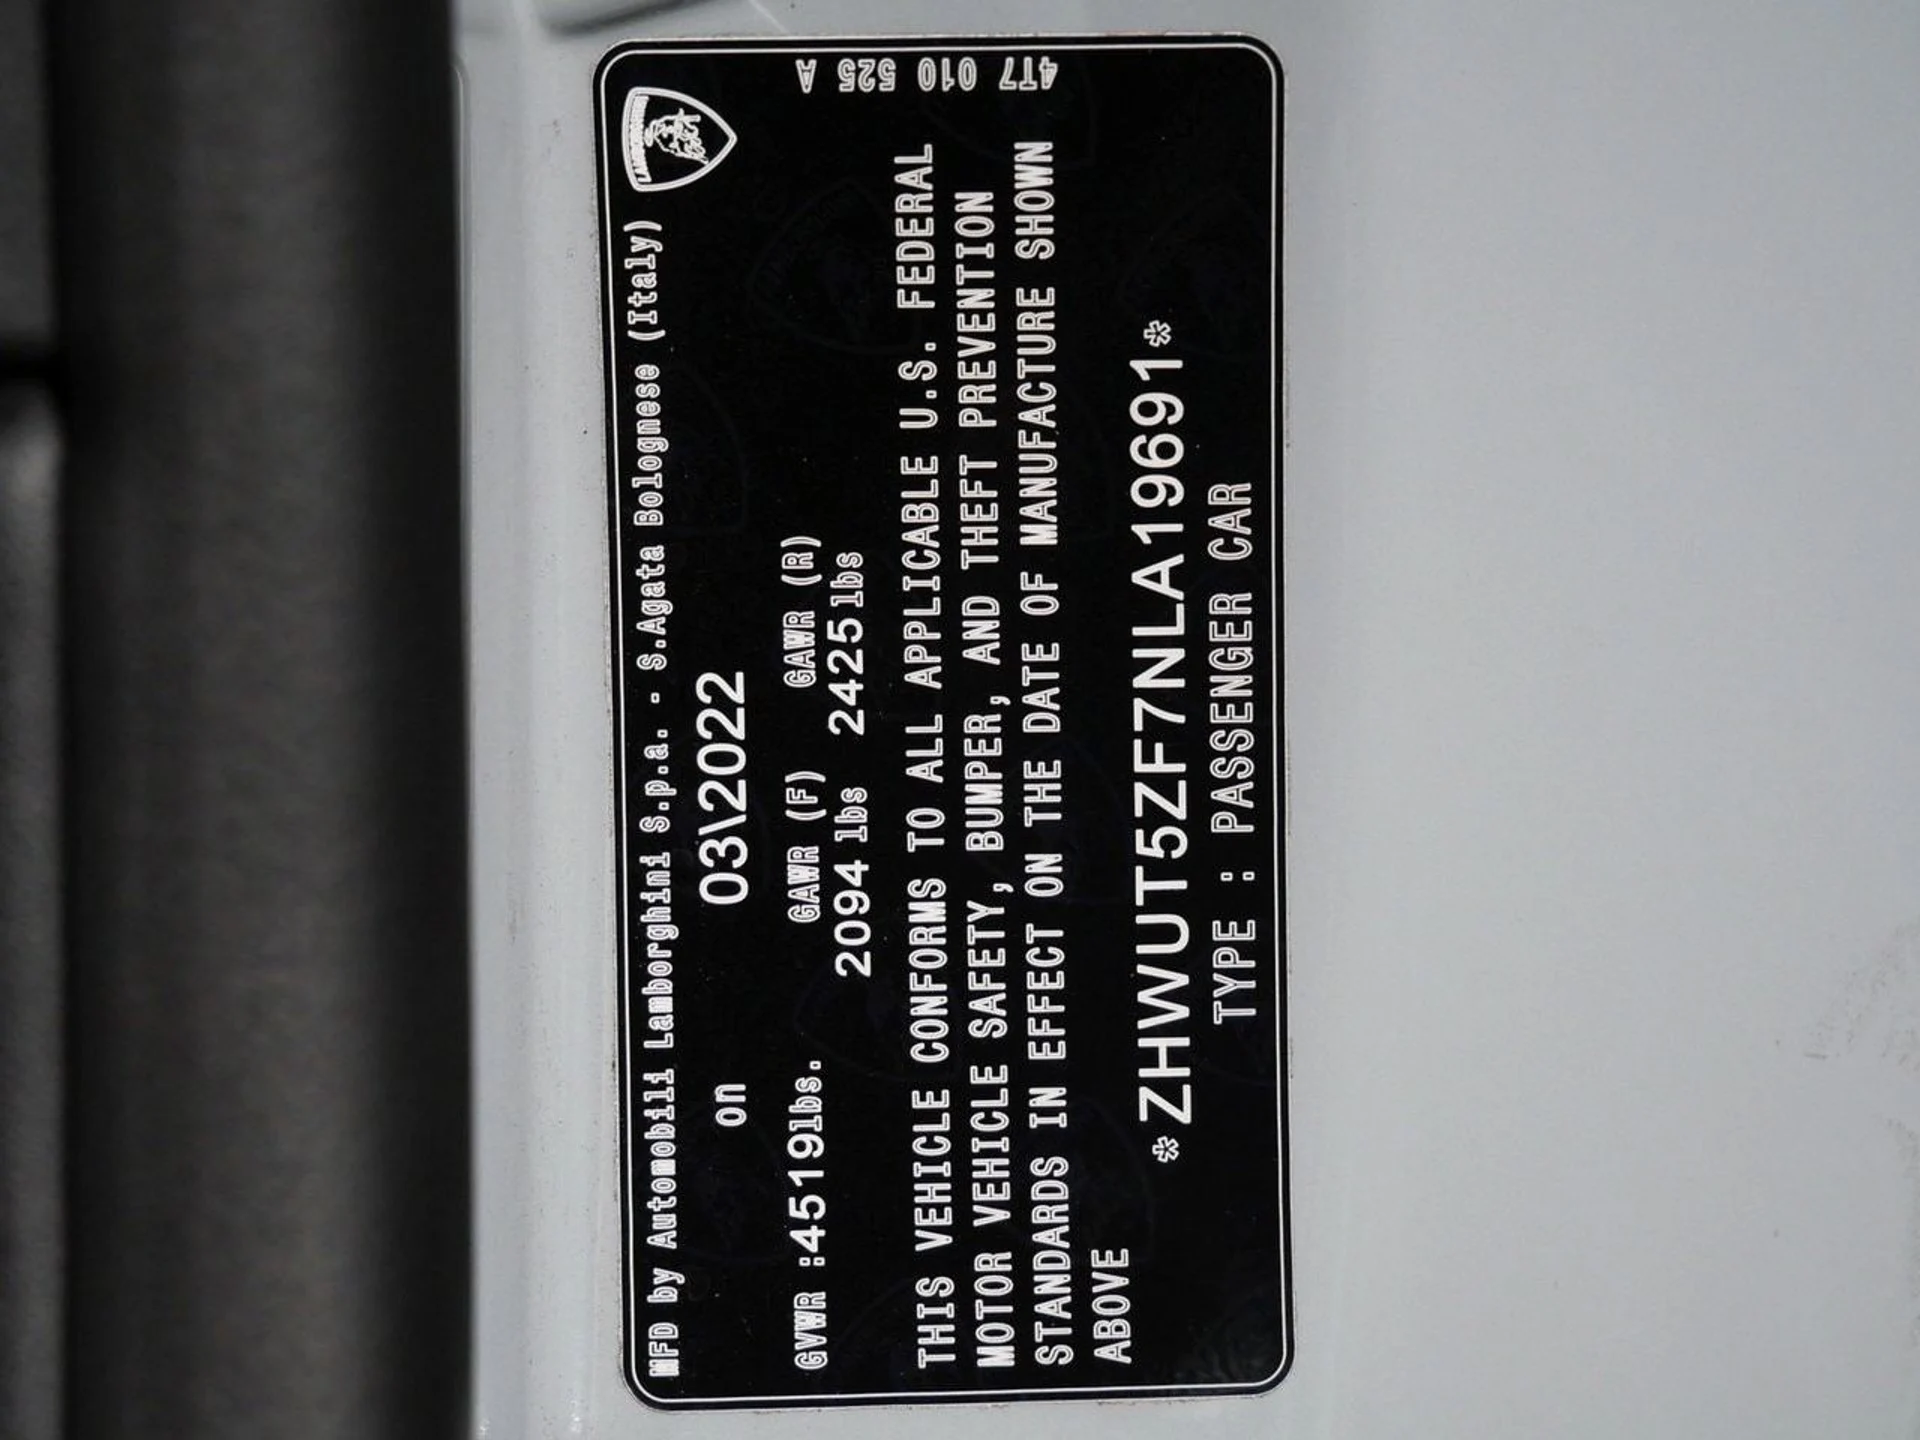 MFD by Automobili Lamborghini S.p.a. - S.Agata Bolognese (Italy)
LAMBORGHINI
on 03\2022
GVWR :4519lbs. GAWR (F) GAWR (R)
2094 lbs 2425 lbs
THIS VEHICLE CONFORMS TO ALL APPLICABLE U.S. FEDERAL
MOTOR VEHICLE SAFETY, BUMPER, AND THEFT PREVENTION
STANDARDS IN EFFECT ON THE DATE OF MANUFACTURE SHOWN
ABOVE
*ZHWUT5ZF7NLA19691*
TYPE : PASSENGER CAR
4T7 010 525 A